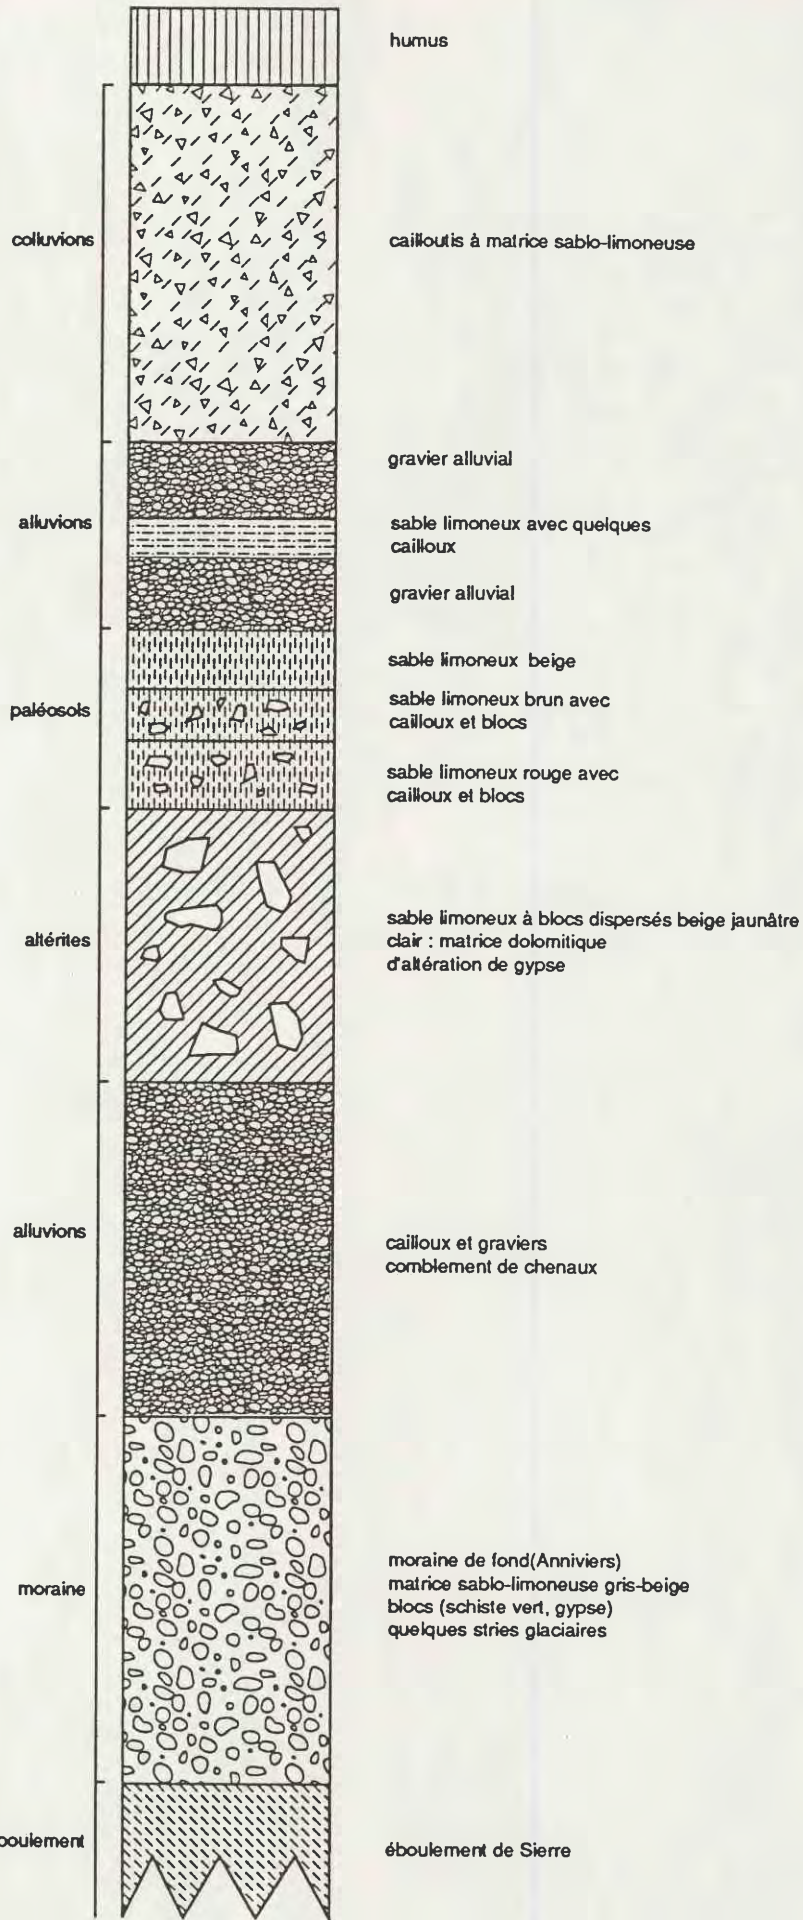 humus
colluvions
cailloutis à matrice sablo-limoneuse
gravier alluvial
alluvions
sable limoneux avec quelques
cailloux
gravier alluvial
sable limoneux beige
paléosols
sable limoneux brun avec
cailloux et blocs
sable limoneux rouge avec
cailloux et blocs
altérites
sable limoneux à blocs dispersés beige jaunâtre
clair : matrice dolomitique
d'altération de gypse
alluvions
cailloux et graviers
comblement de chenaux
moraine
moraine de fond(Anniviers)
matrice sablo-limoneuse gris-beige
blocs (schiste vert, gypse)
quelques stries glaciaires
boulement
éboulement de Sierre